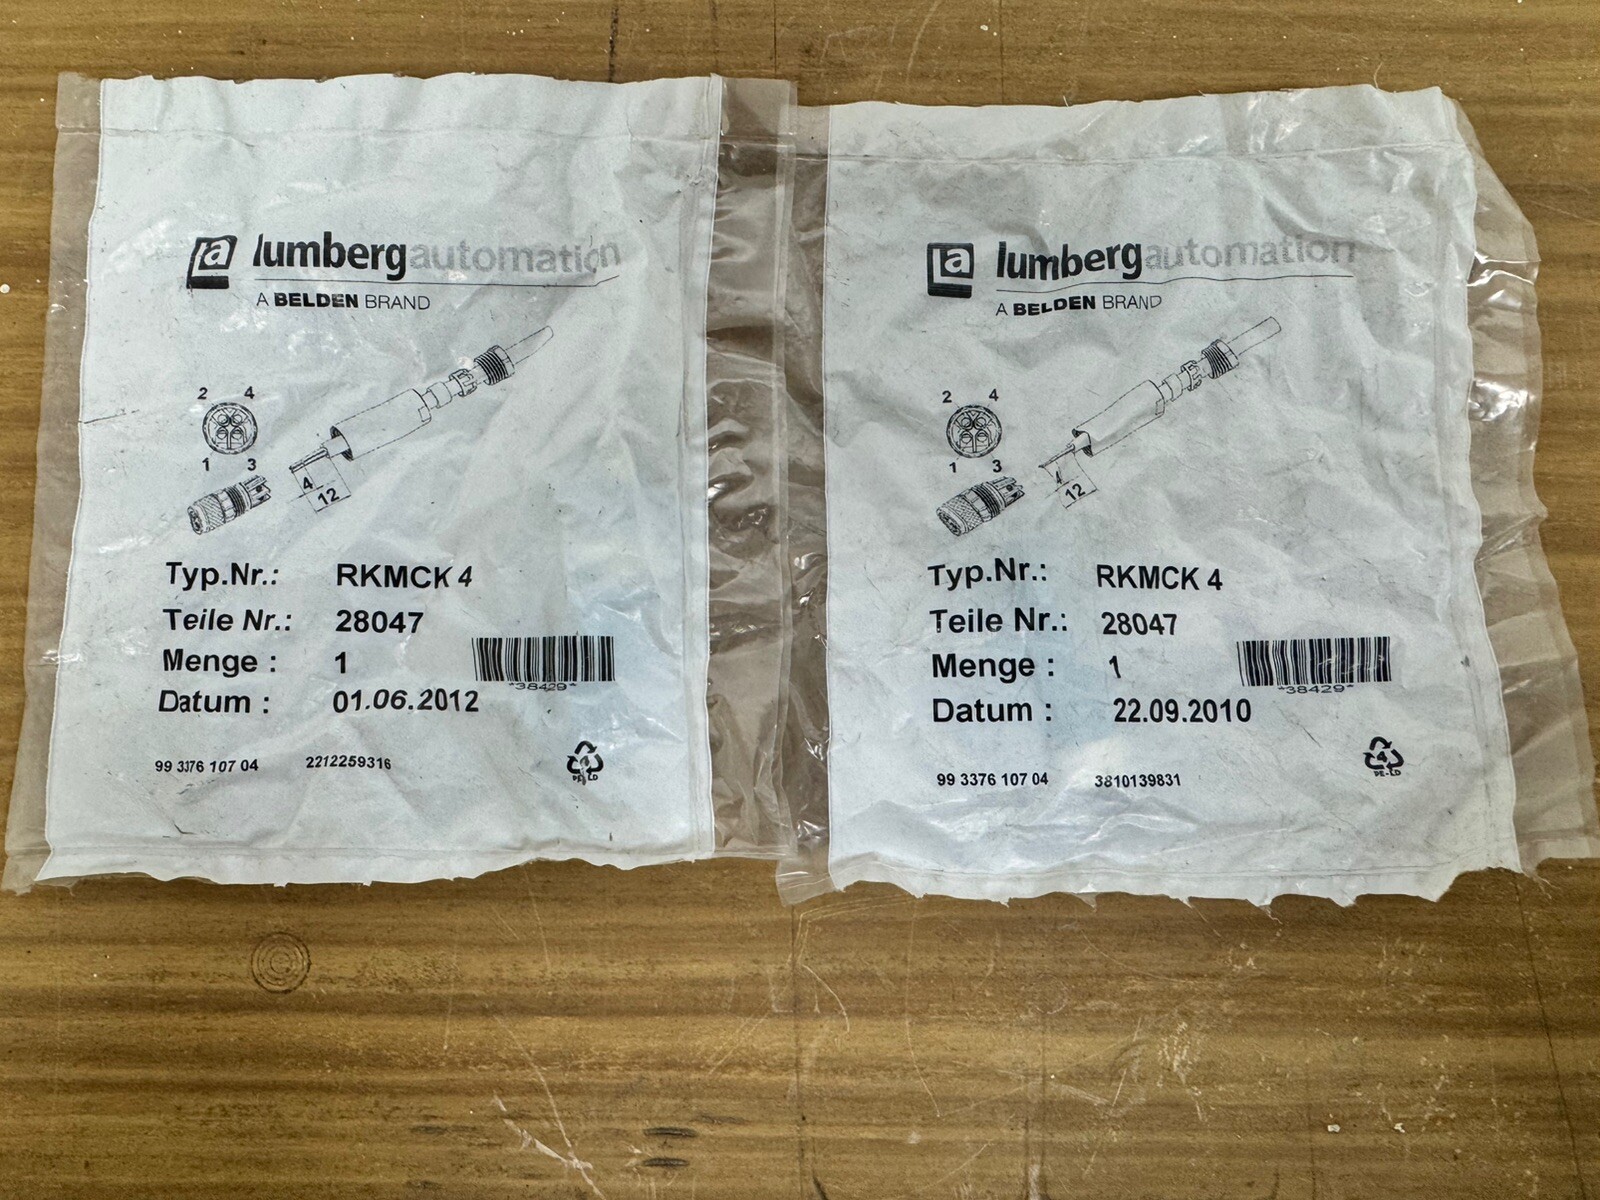 lumbergautomation
A BELDEN BRAND
2 4
1 3
4
12
Typ.Nr.: RKMCK 4
Teile Nr.: 28047
Menge : 1
*38429*
Datum : 01.06.2012
99 3376 107 04 2212259316
4
PE-LD
lumbergautomation
A BELDEN BRAND
2 4
1 3
4
12
Typ.Nr.: RKMCK 4
Teile Nr.: 28047
Menge : 1
*38429*
Datum : 22.09.2010
99 3376 107 04 3810139831
4
PE-LD